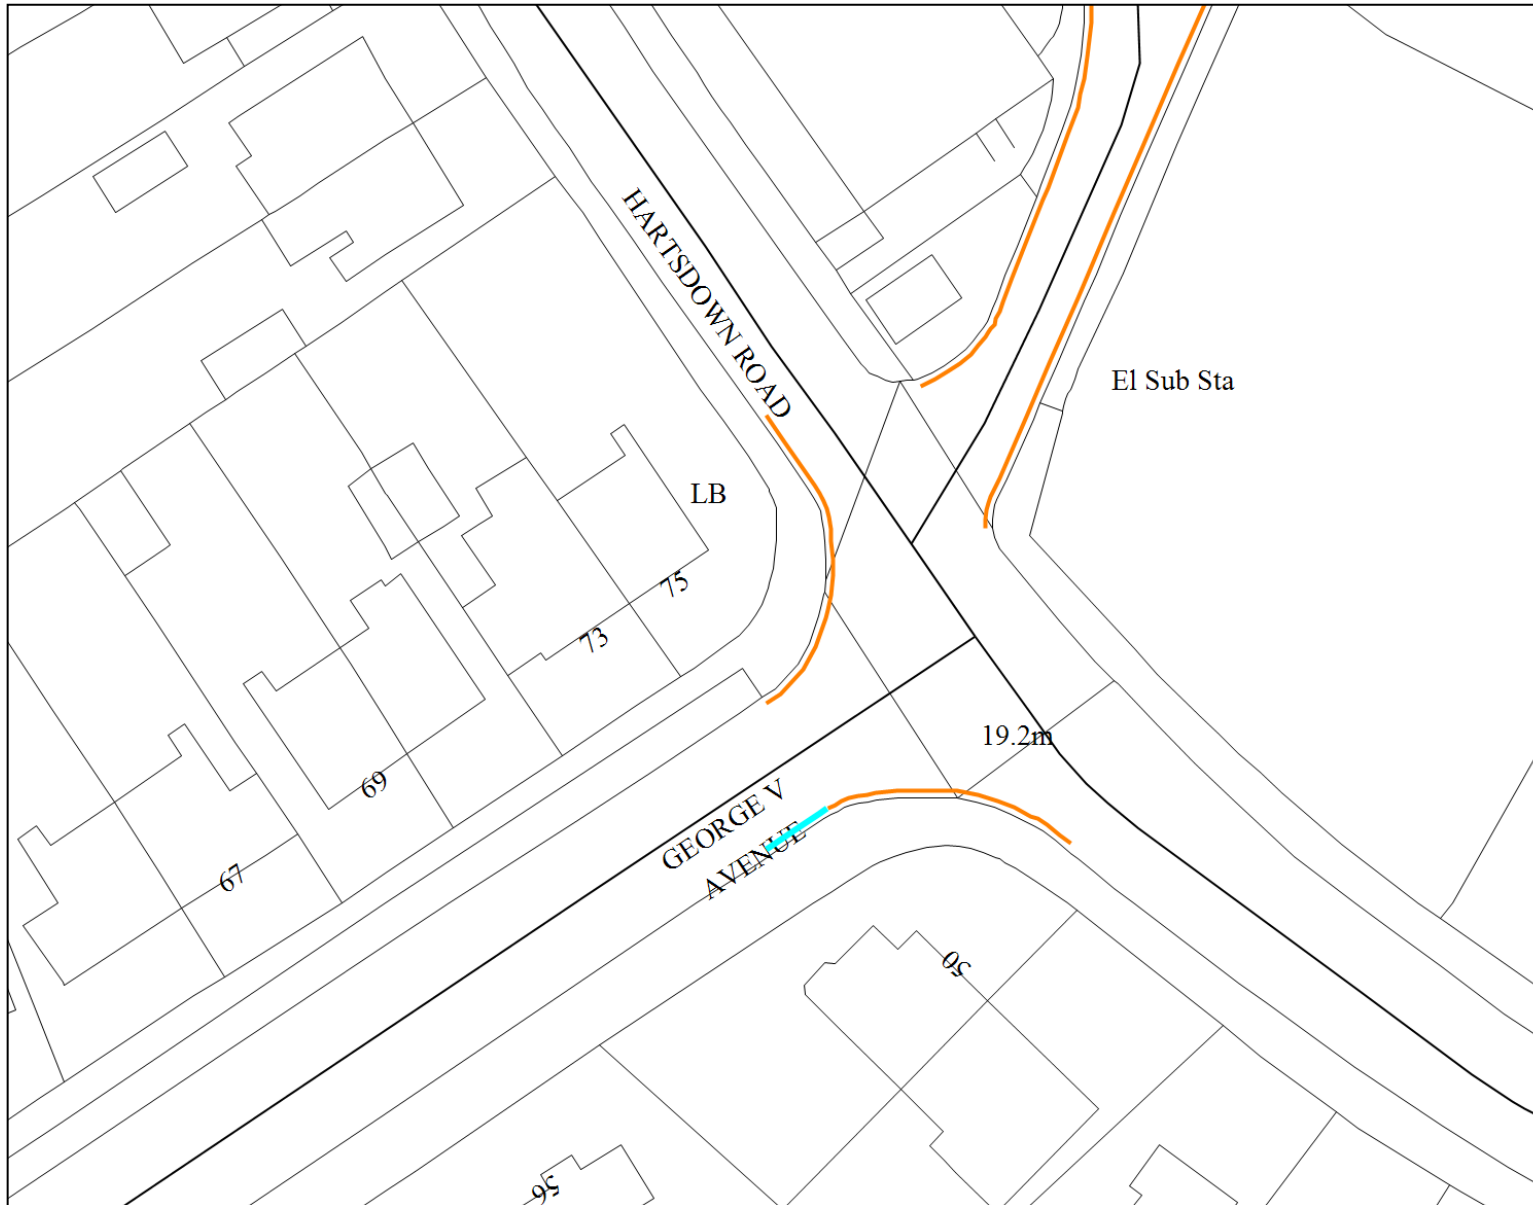 HARTSDOWN ROAD
El Sub Sta
LB
75
73
19.2m
69
GEORGE V
AVENUE
67
50
56